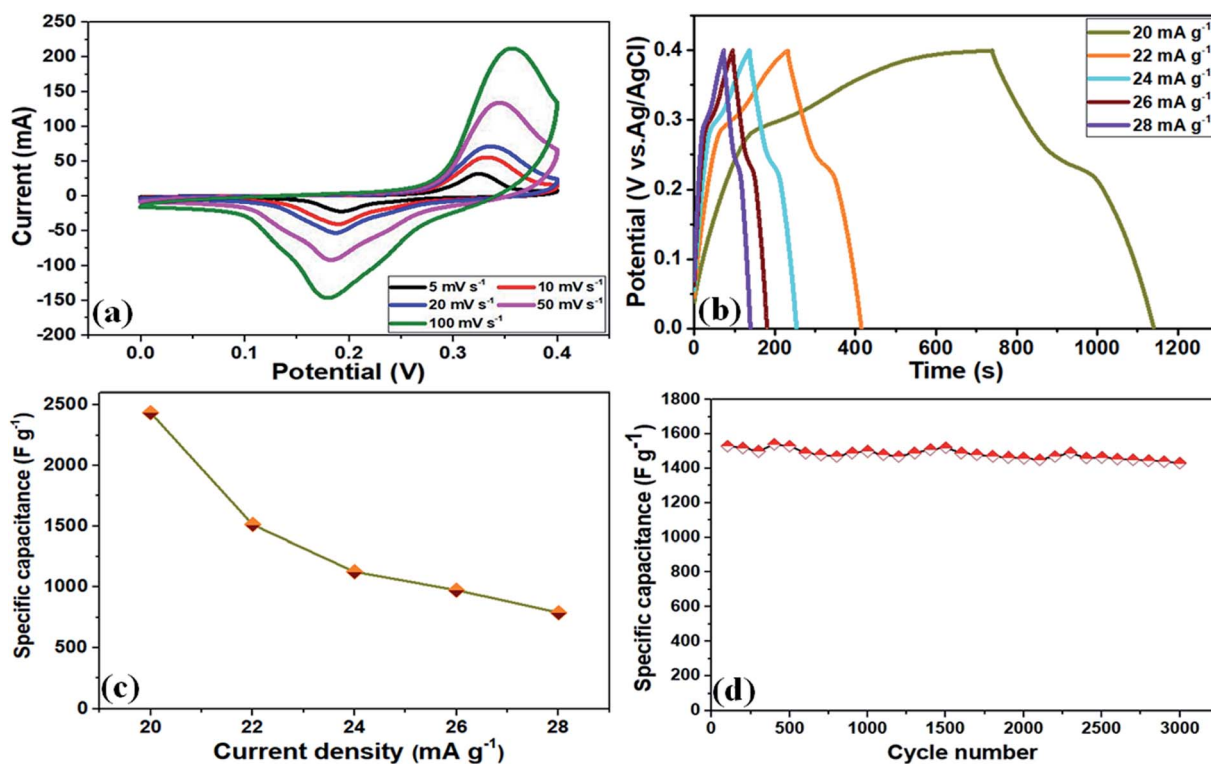 250
200
150
100
50
0
-50
-100
-150
-200
Current (mA)
(a)
5 mV s⁻¹
10 mV s⁻¹
20 mV s⁻¹
50 mV s⁻¹
100 mV s⁻¹
0.0 0.1 0.2 0.3 0.4
Potential (V)
0.4
0.3
0.2
0.1
0.0
Potential (V vs.Ag/AgCl)
(b)
20 mA g⁻¹
22 mA g⁻¹
24 mA g⁻¹
26 mA g⁻¹
28 mA g⁻¹
0 200 400 600 800 1000 1200
Time (s)
2500
2000
1500
1000
500
0
Specific capacitance (F g⁻¹)
(c)
20 22 24 26 28
Current density (mA g⁻¹)
1800
1600
1400
1200
1000
800
600
400
200
0
Specific capacitance (F g⁻¹)
(d)
0 500 1000 1500 2000 2500 3000
Cycle number